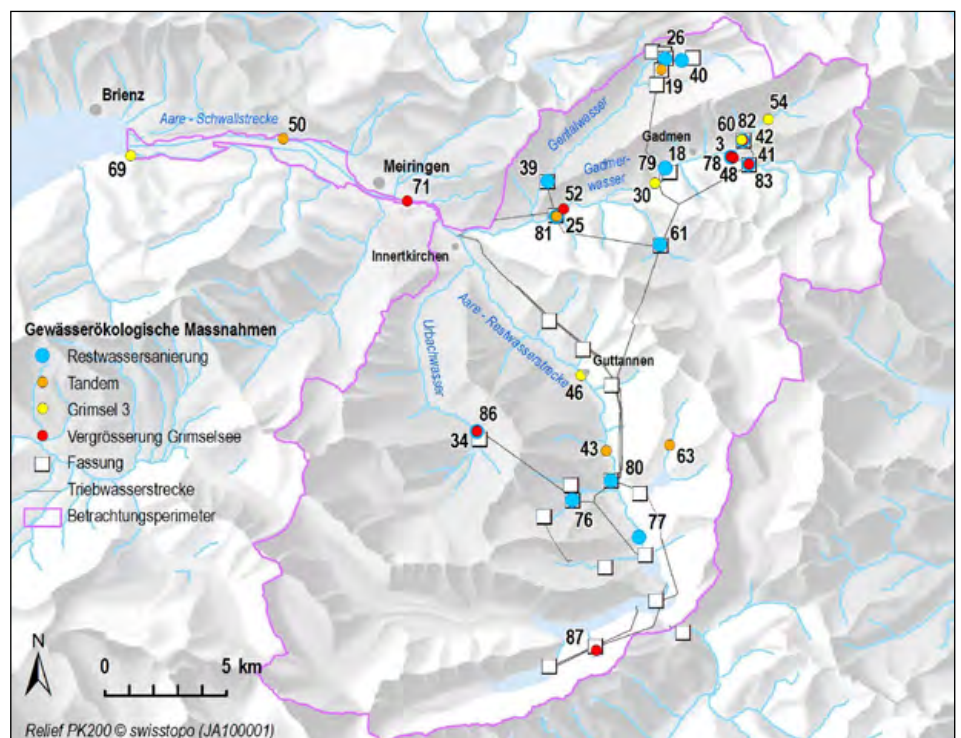 26
40
Brienz
19
54
Aare - Schwallstrecke
50
60
82
Gentalwasser
Gadmen
3
42
69
Meiringen
18
79
78
41
71
39
Gadmer-
wasser
48
83
30
52
81
25
61
Innertkirchen
Aare - Restwasserstrecke
Urbachwasser
Guttannen
46
Gewässerökologische Massnahmen
Restwassersanierung
Tandem
Grimsel 3
Vergrösserung Grimselsee
Fassung
Triebwasserstrecke
Betrachtungsperimeter
86
34
43
63
80
76
77
87
N
0 5 km
Relief PK200 © swisstopo (JA100001)